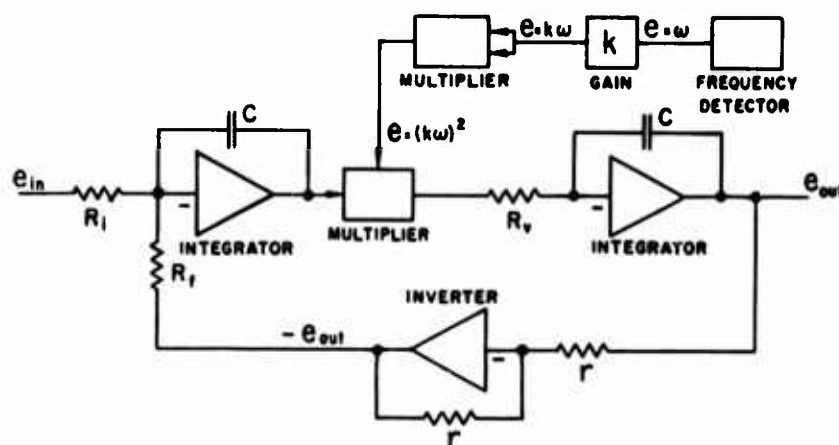 e=kω
e=ω
k
MULTIPLIER
GAIN
FREQUENCY
DETECTOR
C
e=(kω)²
C
e_in
R_i
-
INTEGRATOR
MULTIPLIER
R_v
-
INTEGRATOR
e_out
R_f
INVERTER
-e_out
-
r
r